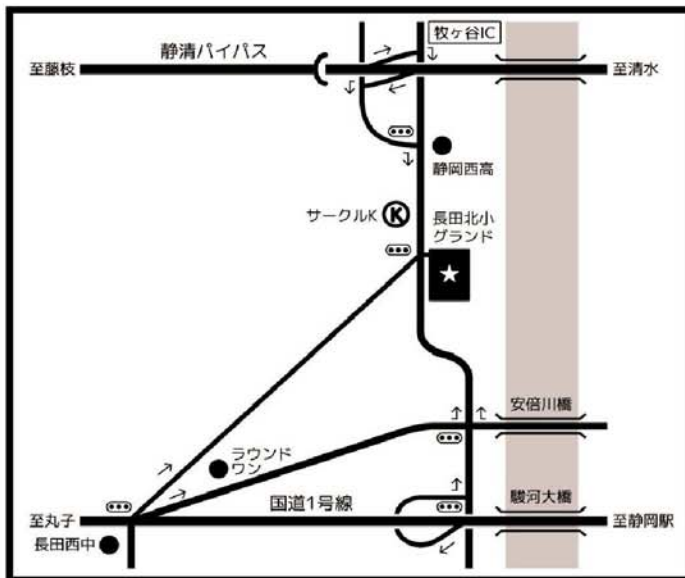 牧ヶ谷IC
静清パイパス
至藤枝
至清水
静岡西高
サークルK
K
長田北小
グランド
安倍川橋
ラウンド
ワン
国道1号線
駿河大橋
至丸子
至静岡駅
長田西中